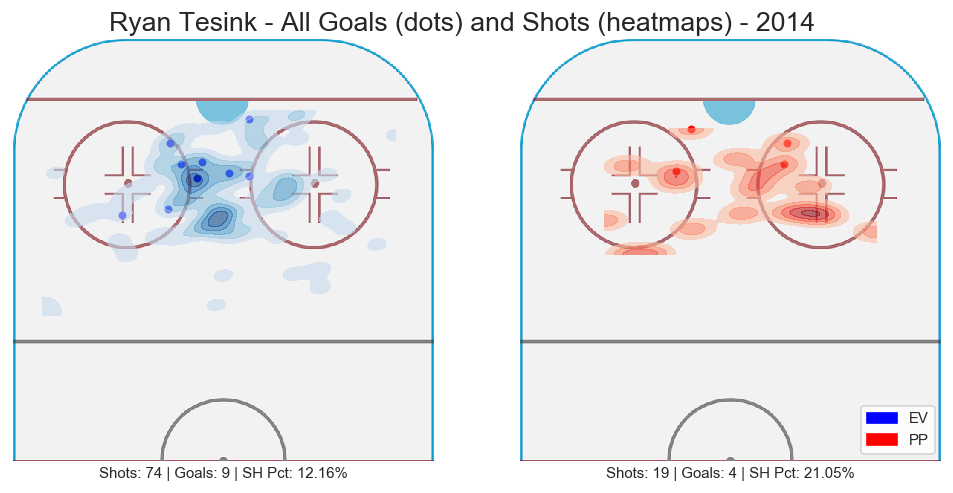 Ryan Tesink - All Goals (dots) and Shots (heatmaps) - 2014
EV
PP
Shots: 74 | Goals: 9 | SH Pct: 12.16%
Shots: 19 | Goals: 4 | SH Pct: 21.05%